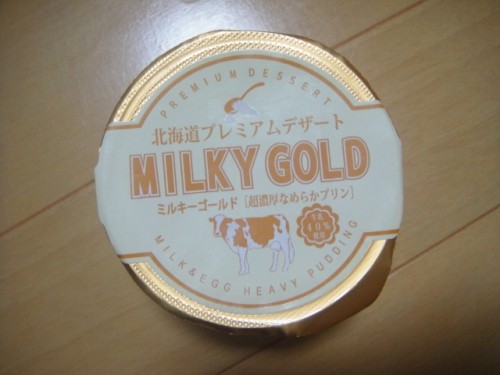 PREMIUM DESSERT
北海道プレミアムデザート
MILKY GOLD
ミルキーゴールド [超濃厚なめらかプリン]
40%
MILK&EGG HEAVY PUDDING